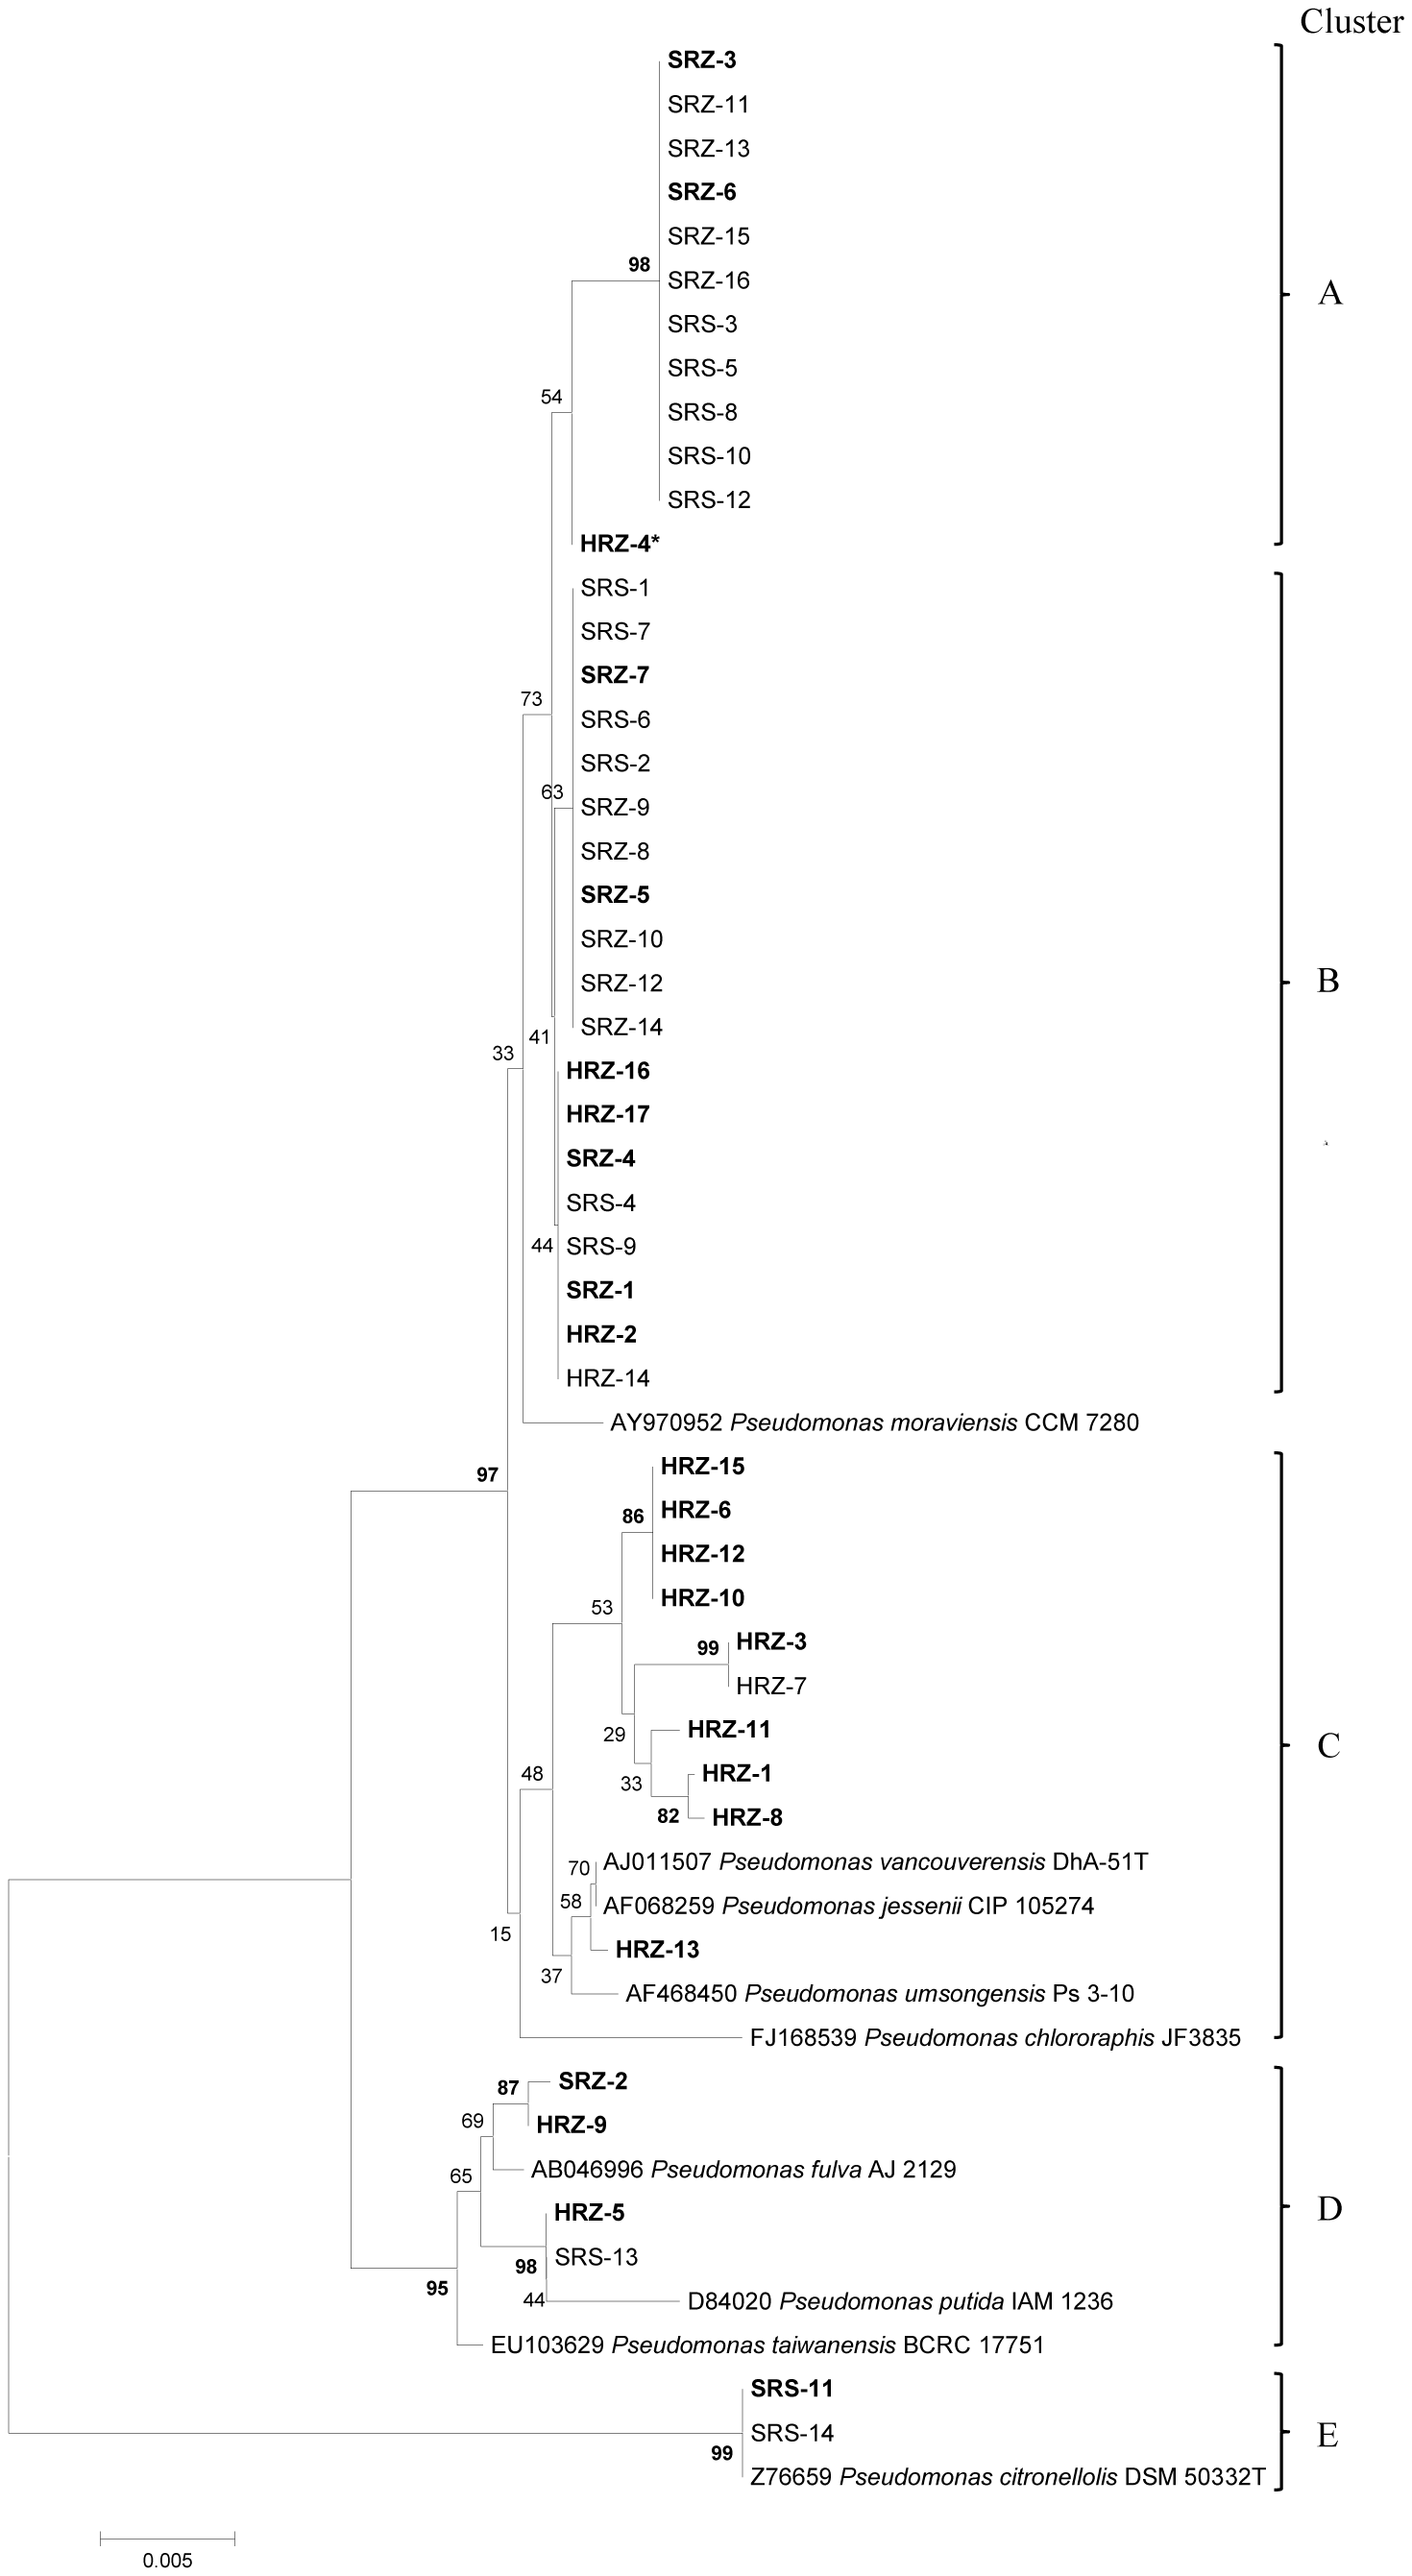 Cluster
SRZ-3
SRZ-11
SRZ-13
SRZ-6
SRZ-15
98
SRZ-16
A
SRS-3
SRS-5
54
SRS-8
SRS-10
SRS-12
HRZ-4*
SRS-1
SRS-7
SRZ-7
73
SRS-6
SRS-2
63
SRZ-9
SRZ-8
SRZ-5
SRZ-10
SRZ-12
B
SRZ-14
41
33
HRZ-16
HRZ-17
SRZ-4
SRS-4
44
SRS-9
SRZ-1
HRZ-2
HRZ-14
AY970952 Pseudomonas moraviensis CCM 7280
97
HRZ-15
86
HRZ-6
HRZ-12
HRZ-10
53
99
HRZ-3
HRZ-7
29
HRZ-11
C
48
33
HRZ-1
82
HRZ-8
70
AJ011507 Pseudomonas vancouverensis DhA-51T
58
AF068259 Pseudomonas jessenii CIP 105274
15
HRZ-13
37
AF468450 Pseudomonas umsongensis Ps 3-10
FJ168539 Pseudomonas chlororaphis JF3835
87
SRZ-2
69
HRZ-9
65
AB046996 Pseudomonas fulva AJ 2129
D
HRZ-5
98
SRS-13
95
44
D84020 Pseudomonas putida IAM 1236
EU103629 Pseudomonas taiwanensis BCRC 17751
SRS-11
SRS-14
E
99
Z76659 Pseudomonas citronellolis DSM 50332T
0.005